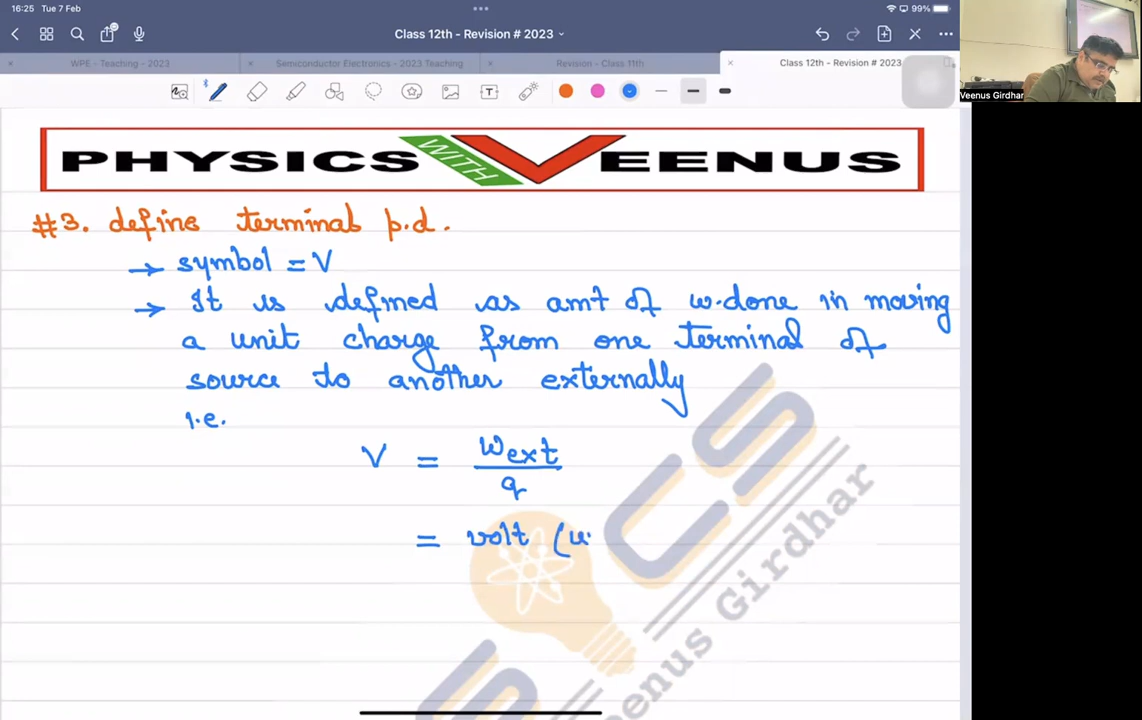 16:25 Tue 7 Feb
99%
Class 12th - Revision # 2023
WPE - Teaching - 2023
Semiconductor Electronics - 2023 Teaching
Revision - Class 11th
Class 12th - Revision # 2023
Veenus Girdhar
PHYSICS WITH VEENUS
#3. define terminal p.d.
→ symbol = V
→ It is defined as amt of w.done in moving
a unit charge from one terminal of
source to another externally
i.e.
V = Wext / q
= volt (
CS
Veenus Girdhar